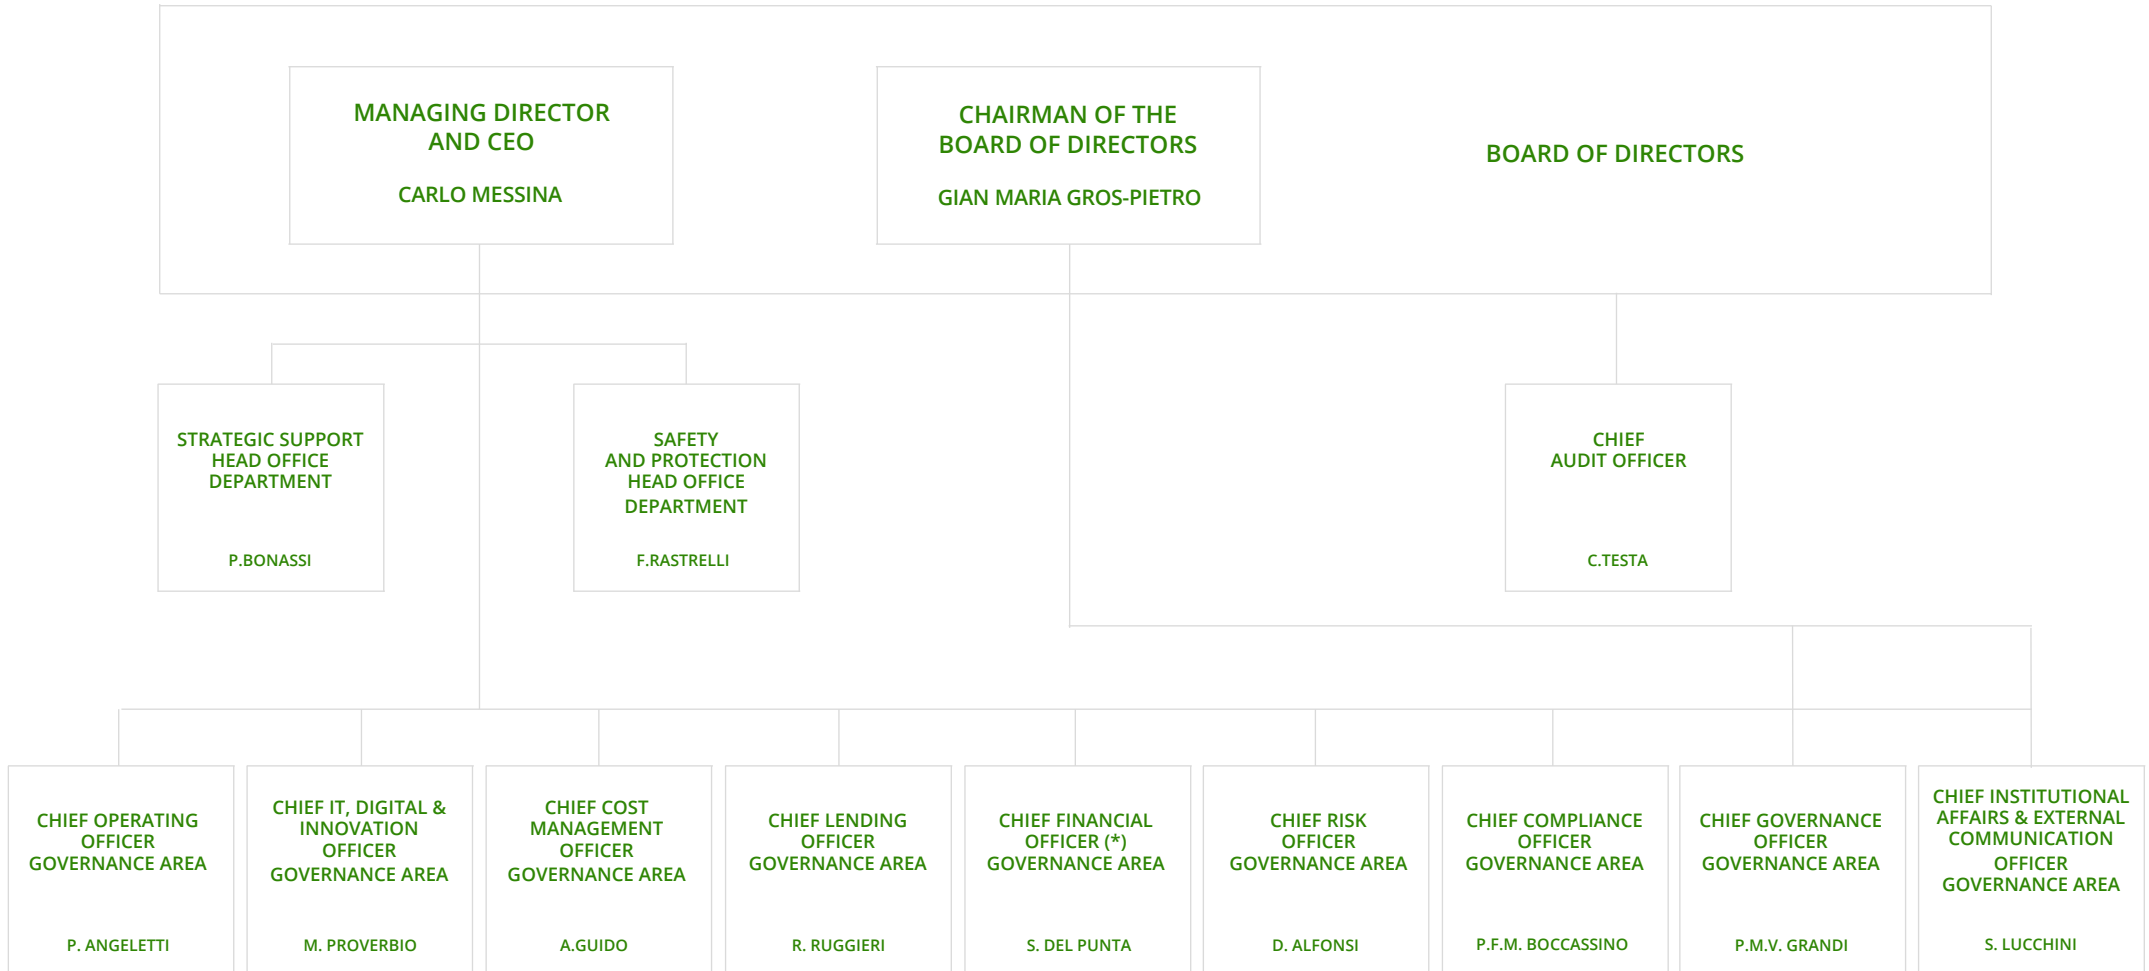 MANAGING DIRECTOR
AND CEO
CARLO MESSINA
CHAIRMAN OF THE
BOARD OF DIRECTORS
GIAN MARIA GROS-PIETRO
BOARD OF DIRECTORS
STRATEGIC SUPPORT
HEAD OFFICE
DEPARTMENT
P.BONASSI
SAFETY
AND PROTECTION
HEAD OFFICE
DEPARTMENT
F.RASTRELLI
CHIEF
AUDIT OFFICER
C.TESTA
CHIEF OPERATING
OFFICER
GOVERNANCE AREA
P. ANGELETTI
CHIEF IT, DIGITAL &
INNOVATION
OFFICER
GOVERNANCE AREA
M. PROVERBIO
CHIEF COST
MANAGEMENT
OFFICER
GOVERNANCE AREA
A.GUIDO
CHIEF LENDING
OFFICER
GOVERNANCE AREA
R. RUGGIERI
CHIEF FINANCIAL
OFFICER (*)
GOVERNANCE AREA
S. DEL PUNTA
CHIEF RISK
OFFICER
GOVERNANCE AREA
D. ALFONSI
CHIEF COMPLIANCE
OFFICER
GOVERNANCE AREA
P.F.M. BOCCASSINO
CHIEF GOVERNANCE
OFFICER
GOVERNANCE AREA
P.M.V. GRANDI
CHIEF INSTITUTIONAL
AFFAIRS & EXTERNAL
COMMUNICATION
OFFICER
GOVERNANCE AREA
S. LUCCHINI